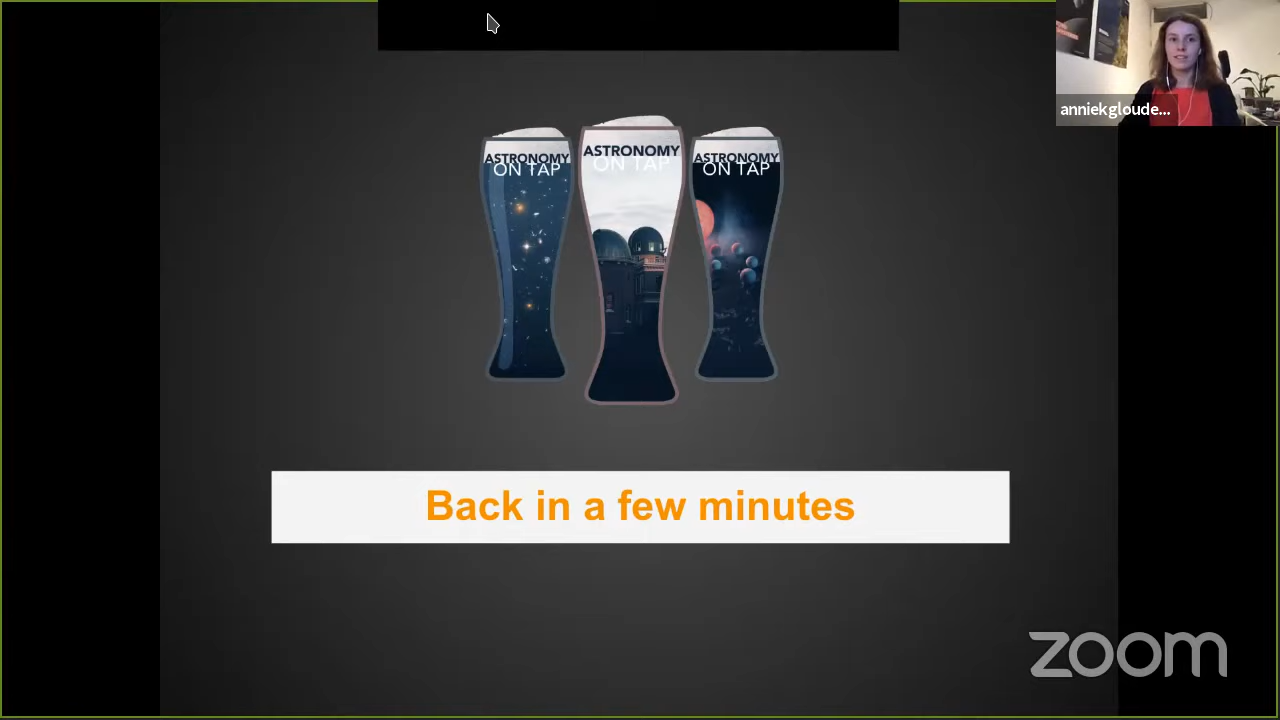 anniekgloude...
ASTRONOMY
ON TAP
ASTRONOMY
ON TAP
ASTRONOMY
ON TAP
Back in a few minutes
zoom